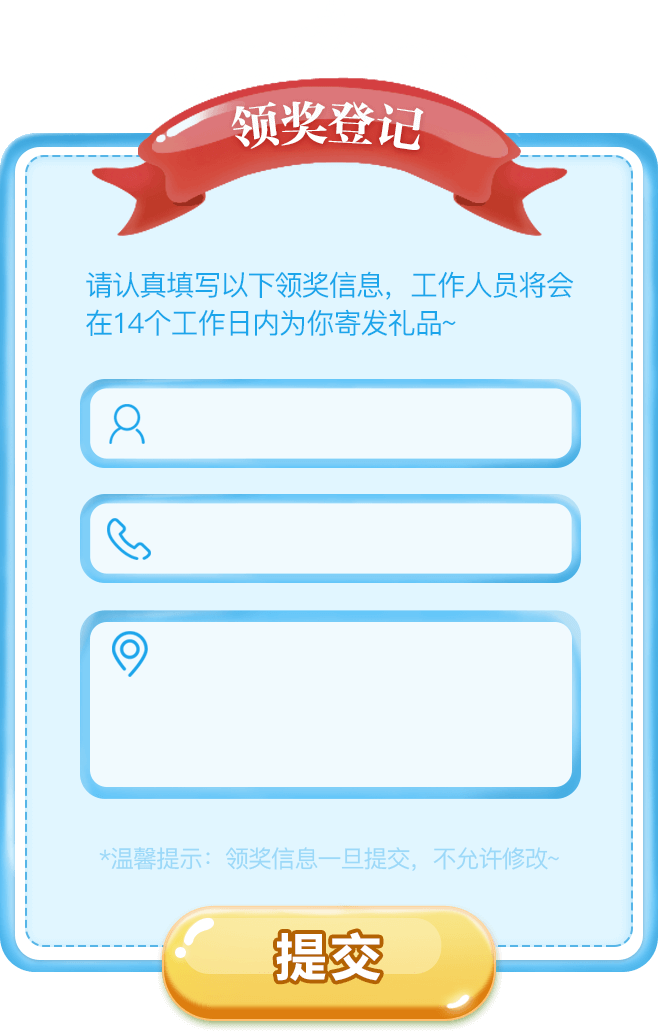 领奖登记
请认真填写以下领奖信息，工作人员将会
在14个工作日内为你寄发礼品~
*温馨提示：领奖信息一旦提交，不允许修改~
提交